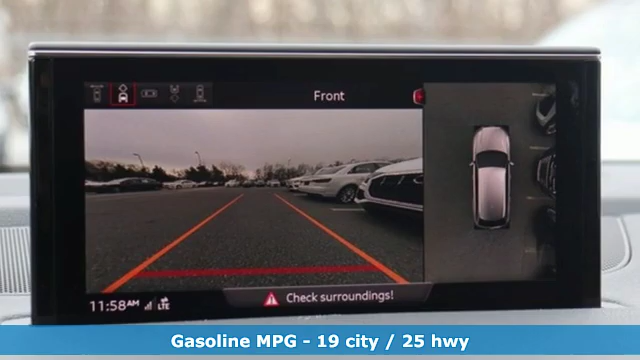 Front
11:58AM
LTE
Check surroundings!
Gasoline MPG - 19 city / 25 hwy